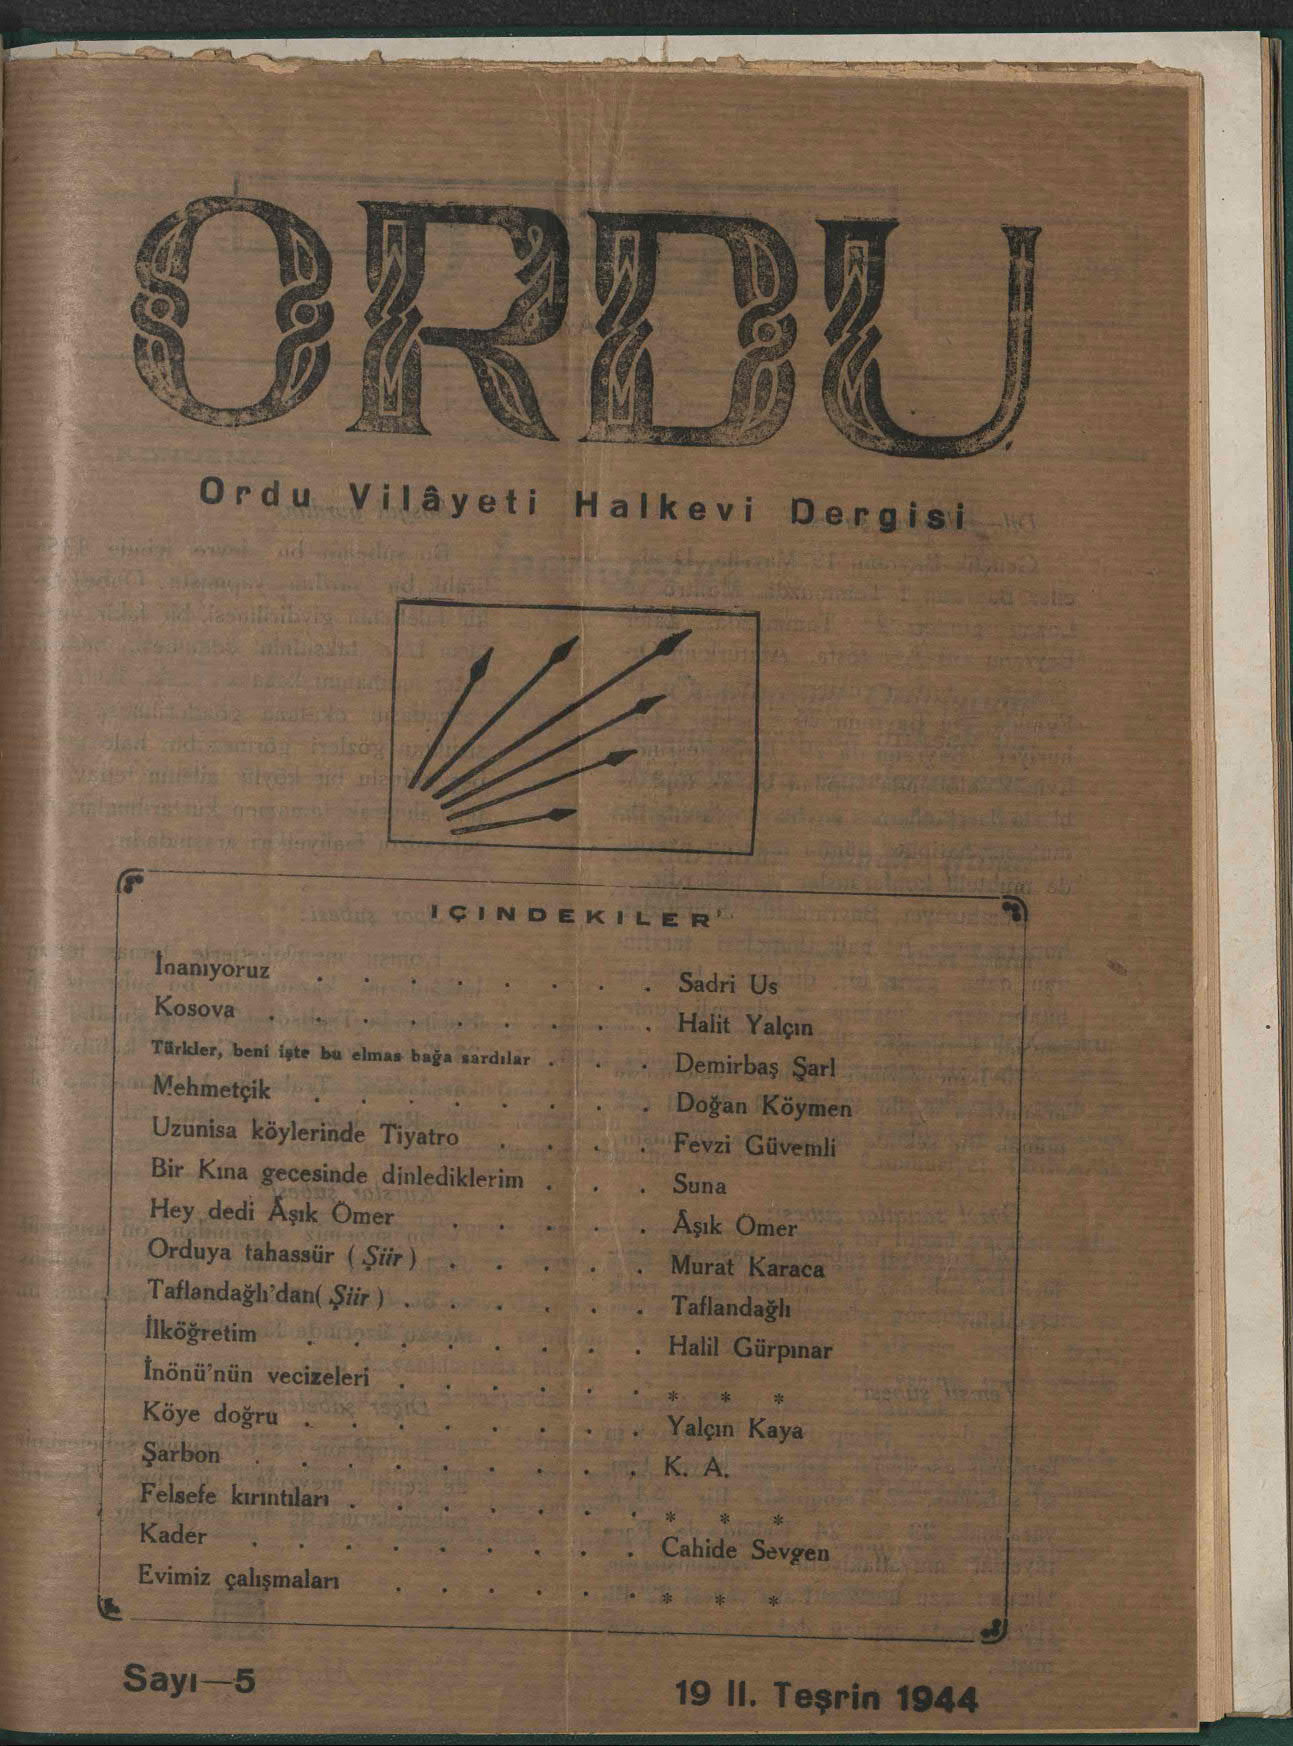 ORDU
Ordu Vilâyeti Halkevi Dergisi
IÇINDEKILER
İnanıyoruz . . . . . . . . Sadri Us
Kosova . . . . . . . . . Halit Yalçın
Türkler, beni işte bu elmas bağa sardılar . . . Demirbaş Şarl
Mehmetçik . . . . . . . . Doğan Köymen
Uzunisa köylerinde Tiyatro . . . . Fevzi Güvemli
Bir Kına gecesinde dinlediklerim . . . Suna
Hey dedi Âşık Ömer . . . . . Âşık Ömer
Orduya tahassür ( Şiir ) . . . . . Murat Karaca
Taflandağlı'dan( Şiir ) . . . . . . Taflandağlı
İlköğretim . . . . . . . . Halil Gürpınar
İnönü'nün vecizeleri . . . . . . * * *
Köye doğru . . . . . . . . Yalçın Kaya
Şarbon . . . . . . . . . K. A.
Felsefe kırıntıları . . . . . . . * * *
Kader . . . . . . . . . Cahide Sevgen
Evimiz çalışmaları . . . . . . * * *
Sayı—5
19 II. Teşrin 1944